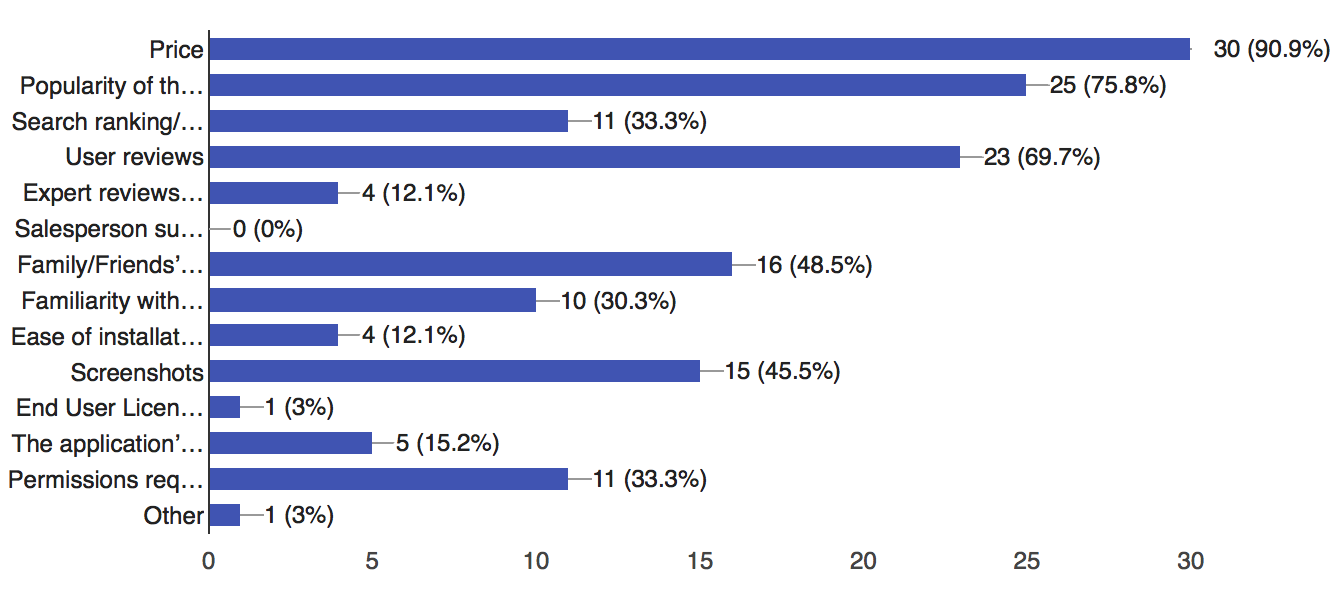 Price 30 (90.9%)
Popularity of th… 25 (75.8%)
Search ranking/… 11 (33.3%)
User reviews 23 (69.7%)
Expert reviews… 4 (12.1%)
Salesperson su… 0 (0%)
Family/Friends’… 16 (48.5%)
Familiarity with… 10 (30.3%)
Ease of installat… 4 (12.1%)
Screenshots 15 (45.5%)
End User Licen… 1 (3%)
The application’… 5 (15.2%)
Permissions req… 11 (33.3%)
Other 1 (3%)
0 5 10 15 20 25 30